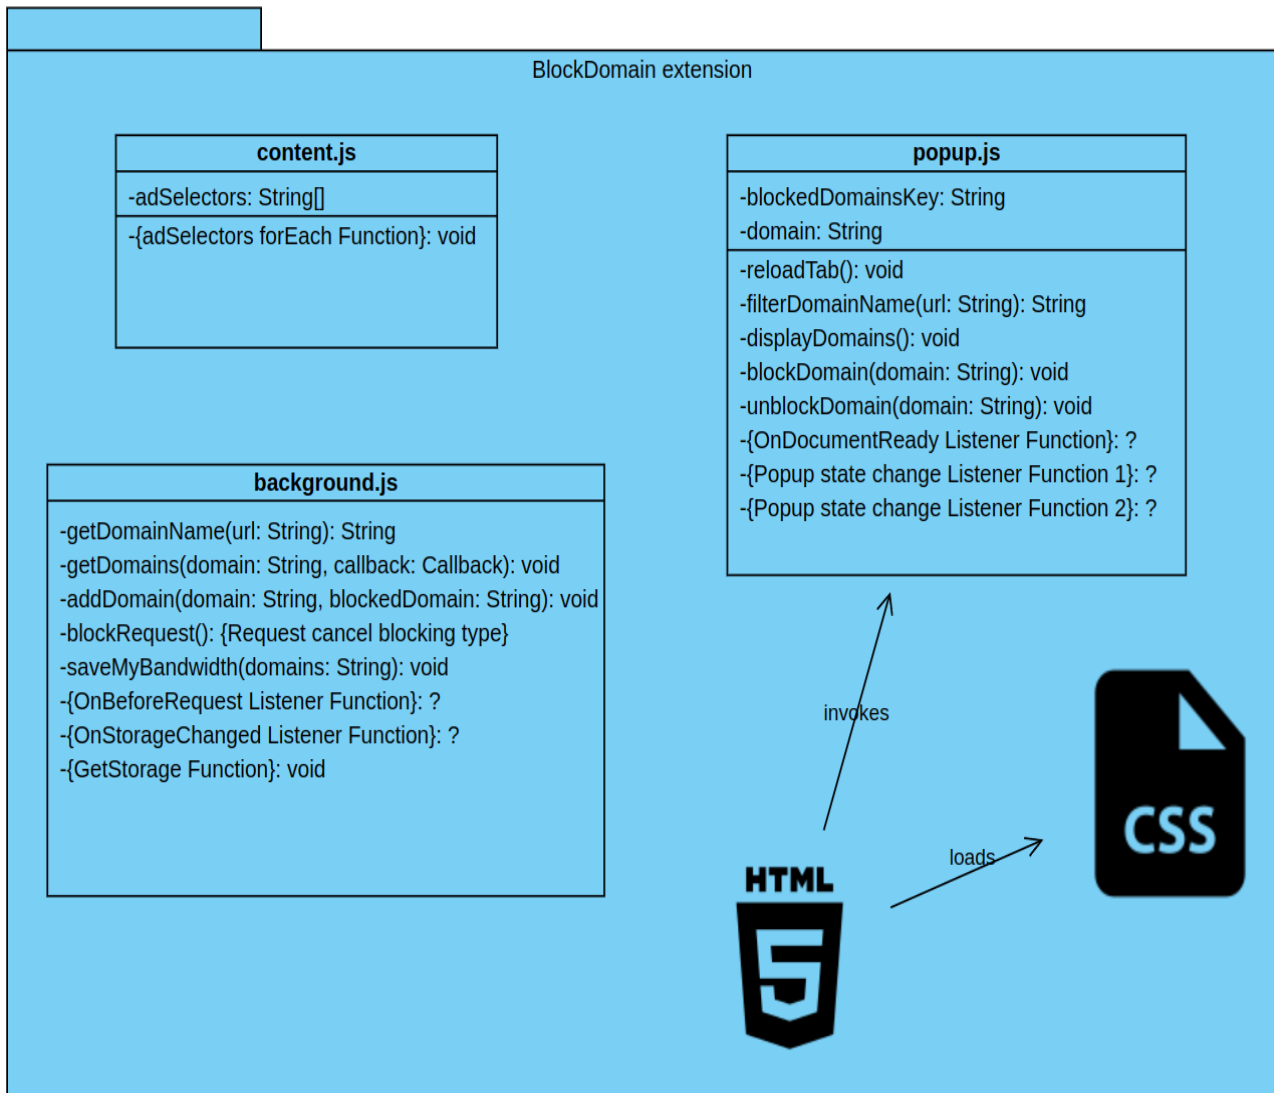 BlockDomain extension
content.js
-adSelectors: String[]
-{adSelectors forEach Function}: void
popup.js
-blockedDomainsKey: String
-domain: String
-reloadTab(): void
-filterDomainName(url: String): String
-displayDomains(): void
-blockDomain(domain: String): void
-unblockDomain(domain: String): void
-{OnDocumentReady Listener Function}: ?
-{Popup state change Listener Function 1}: ?
-{Popup state change Listener Function 2}: ?
background.js
-getDomainName(url: String): String
-getDomains(domain: String, callback: Callback): void
-addDomain(domain: String, blockedDomain: String): void
-blockRequest(): {Request cancel blocking type}
-saveMyBandwidth(domains: String): void
-{OnBeforeRequest Listener Function}: ?
-{OnStorageChanged Listener Function}: ?
-{GetStorage Function}: void
invokes
loads
CSS
HTML
5